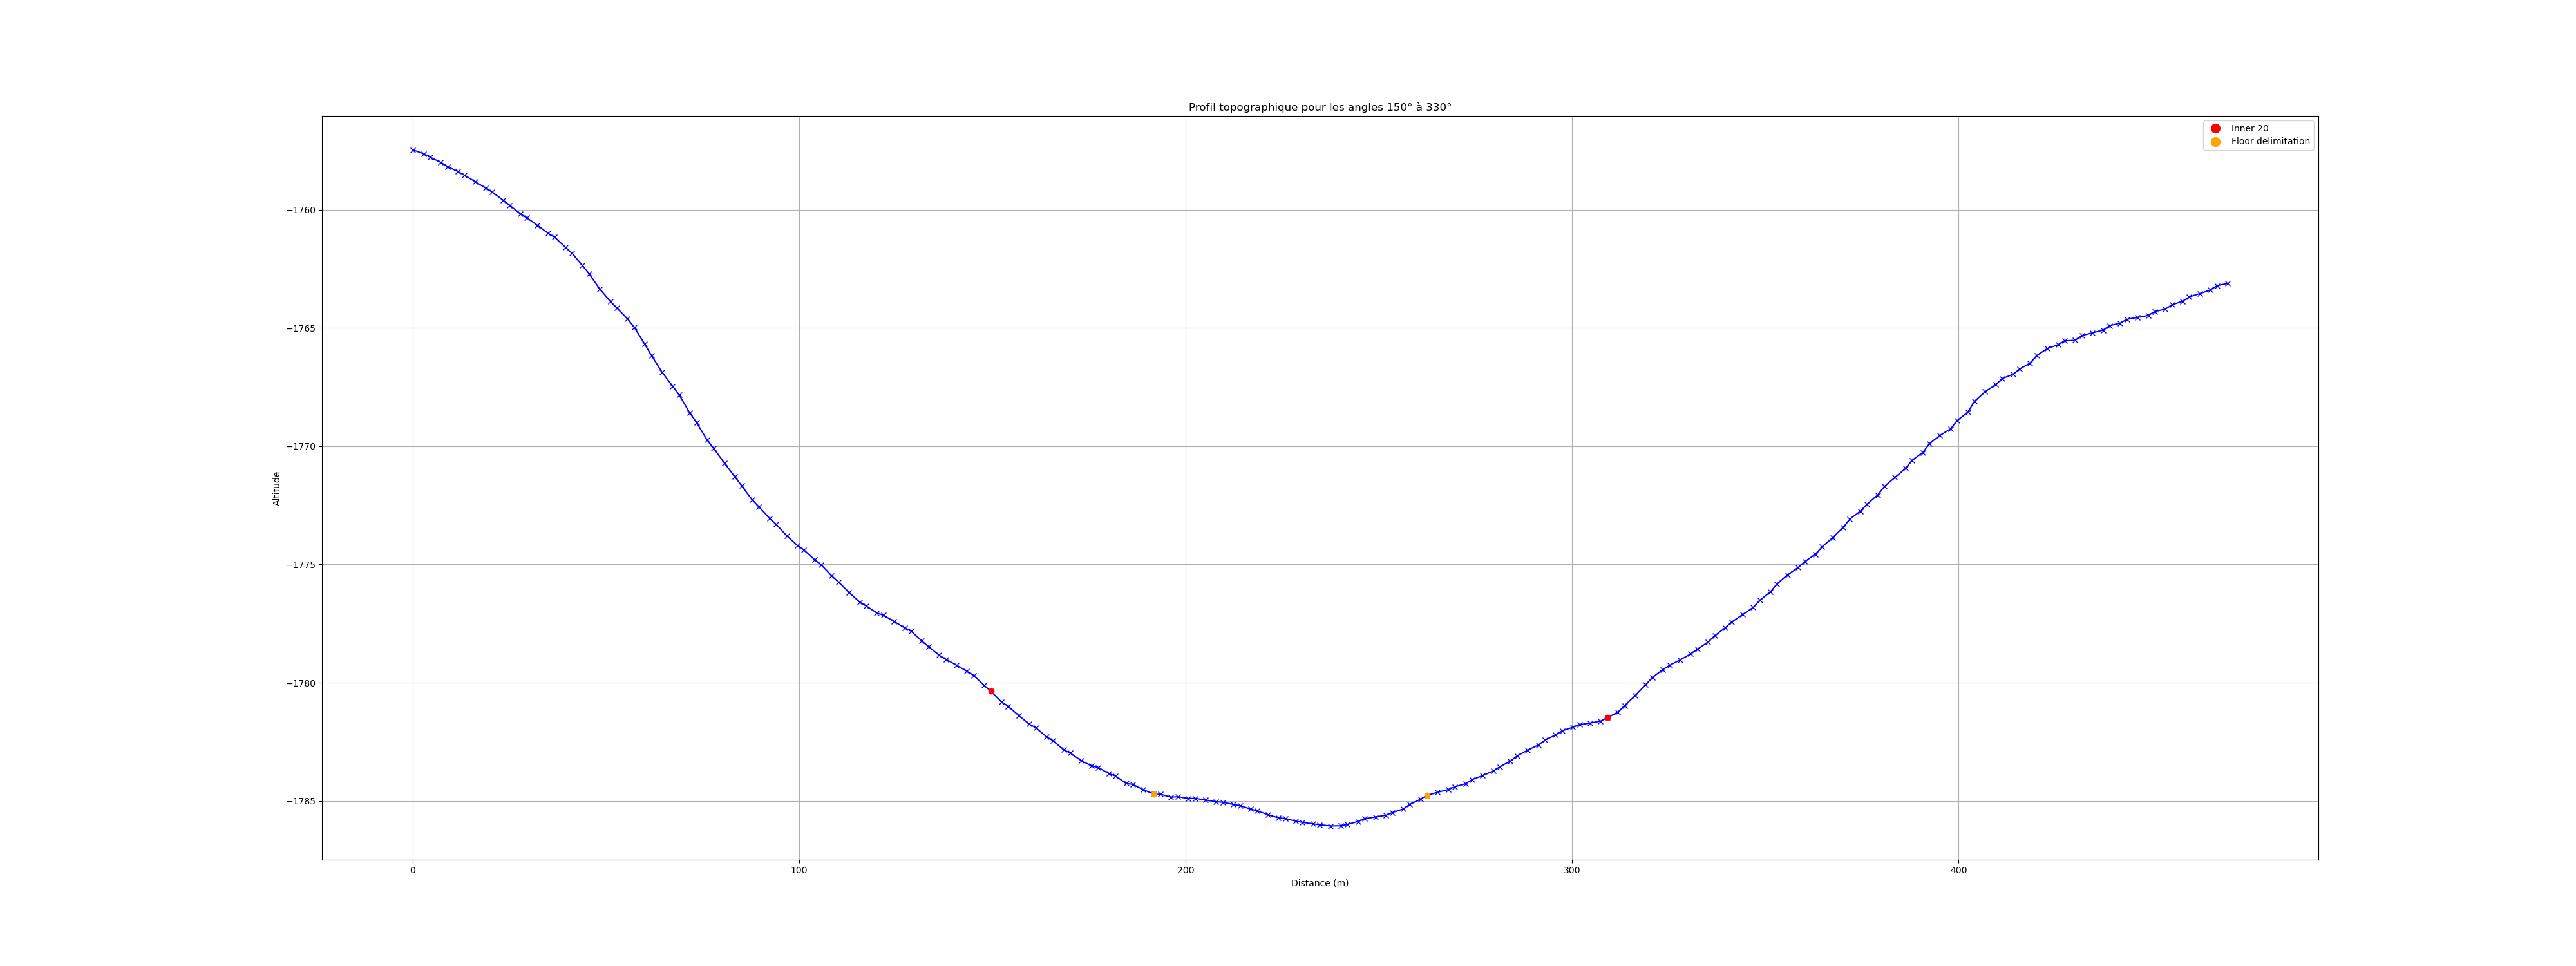 Profil topographique pour les angles 150° à 330°
Inner 20
Floor delimitation
Altitude
−1760
−1765
−1770
−1775
−1780
−1785
0
100
200
300
400
Distance (m)